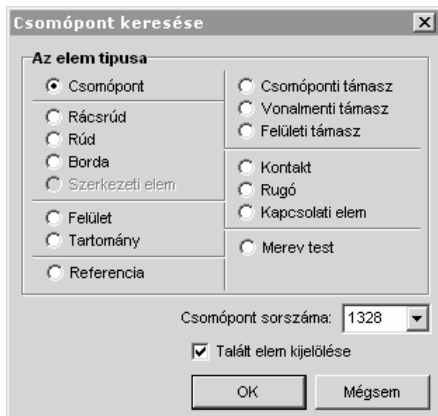 Csomópont keresése
Az elem tipusa
Csomópont
Rácsrúd
Rúd
Borda
Szerkezeti elem
Felület
Tartomány
Referencia
Csomóponti támasz
Vonalmenti támasz
Felületi támasz
Kontakt
Rugó
Kapcsolati elem
Merev test
Csomópont sorszáma: 1328
Talált elem kijelölése
OK Mégsem